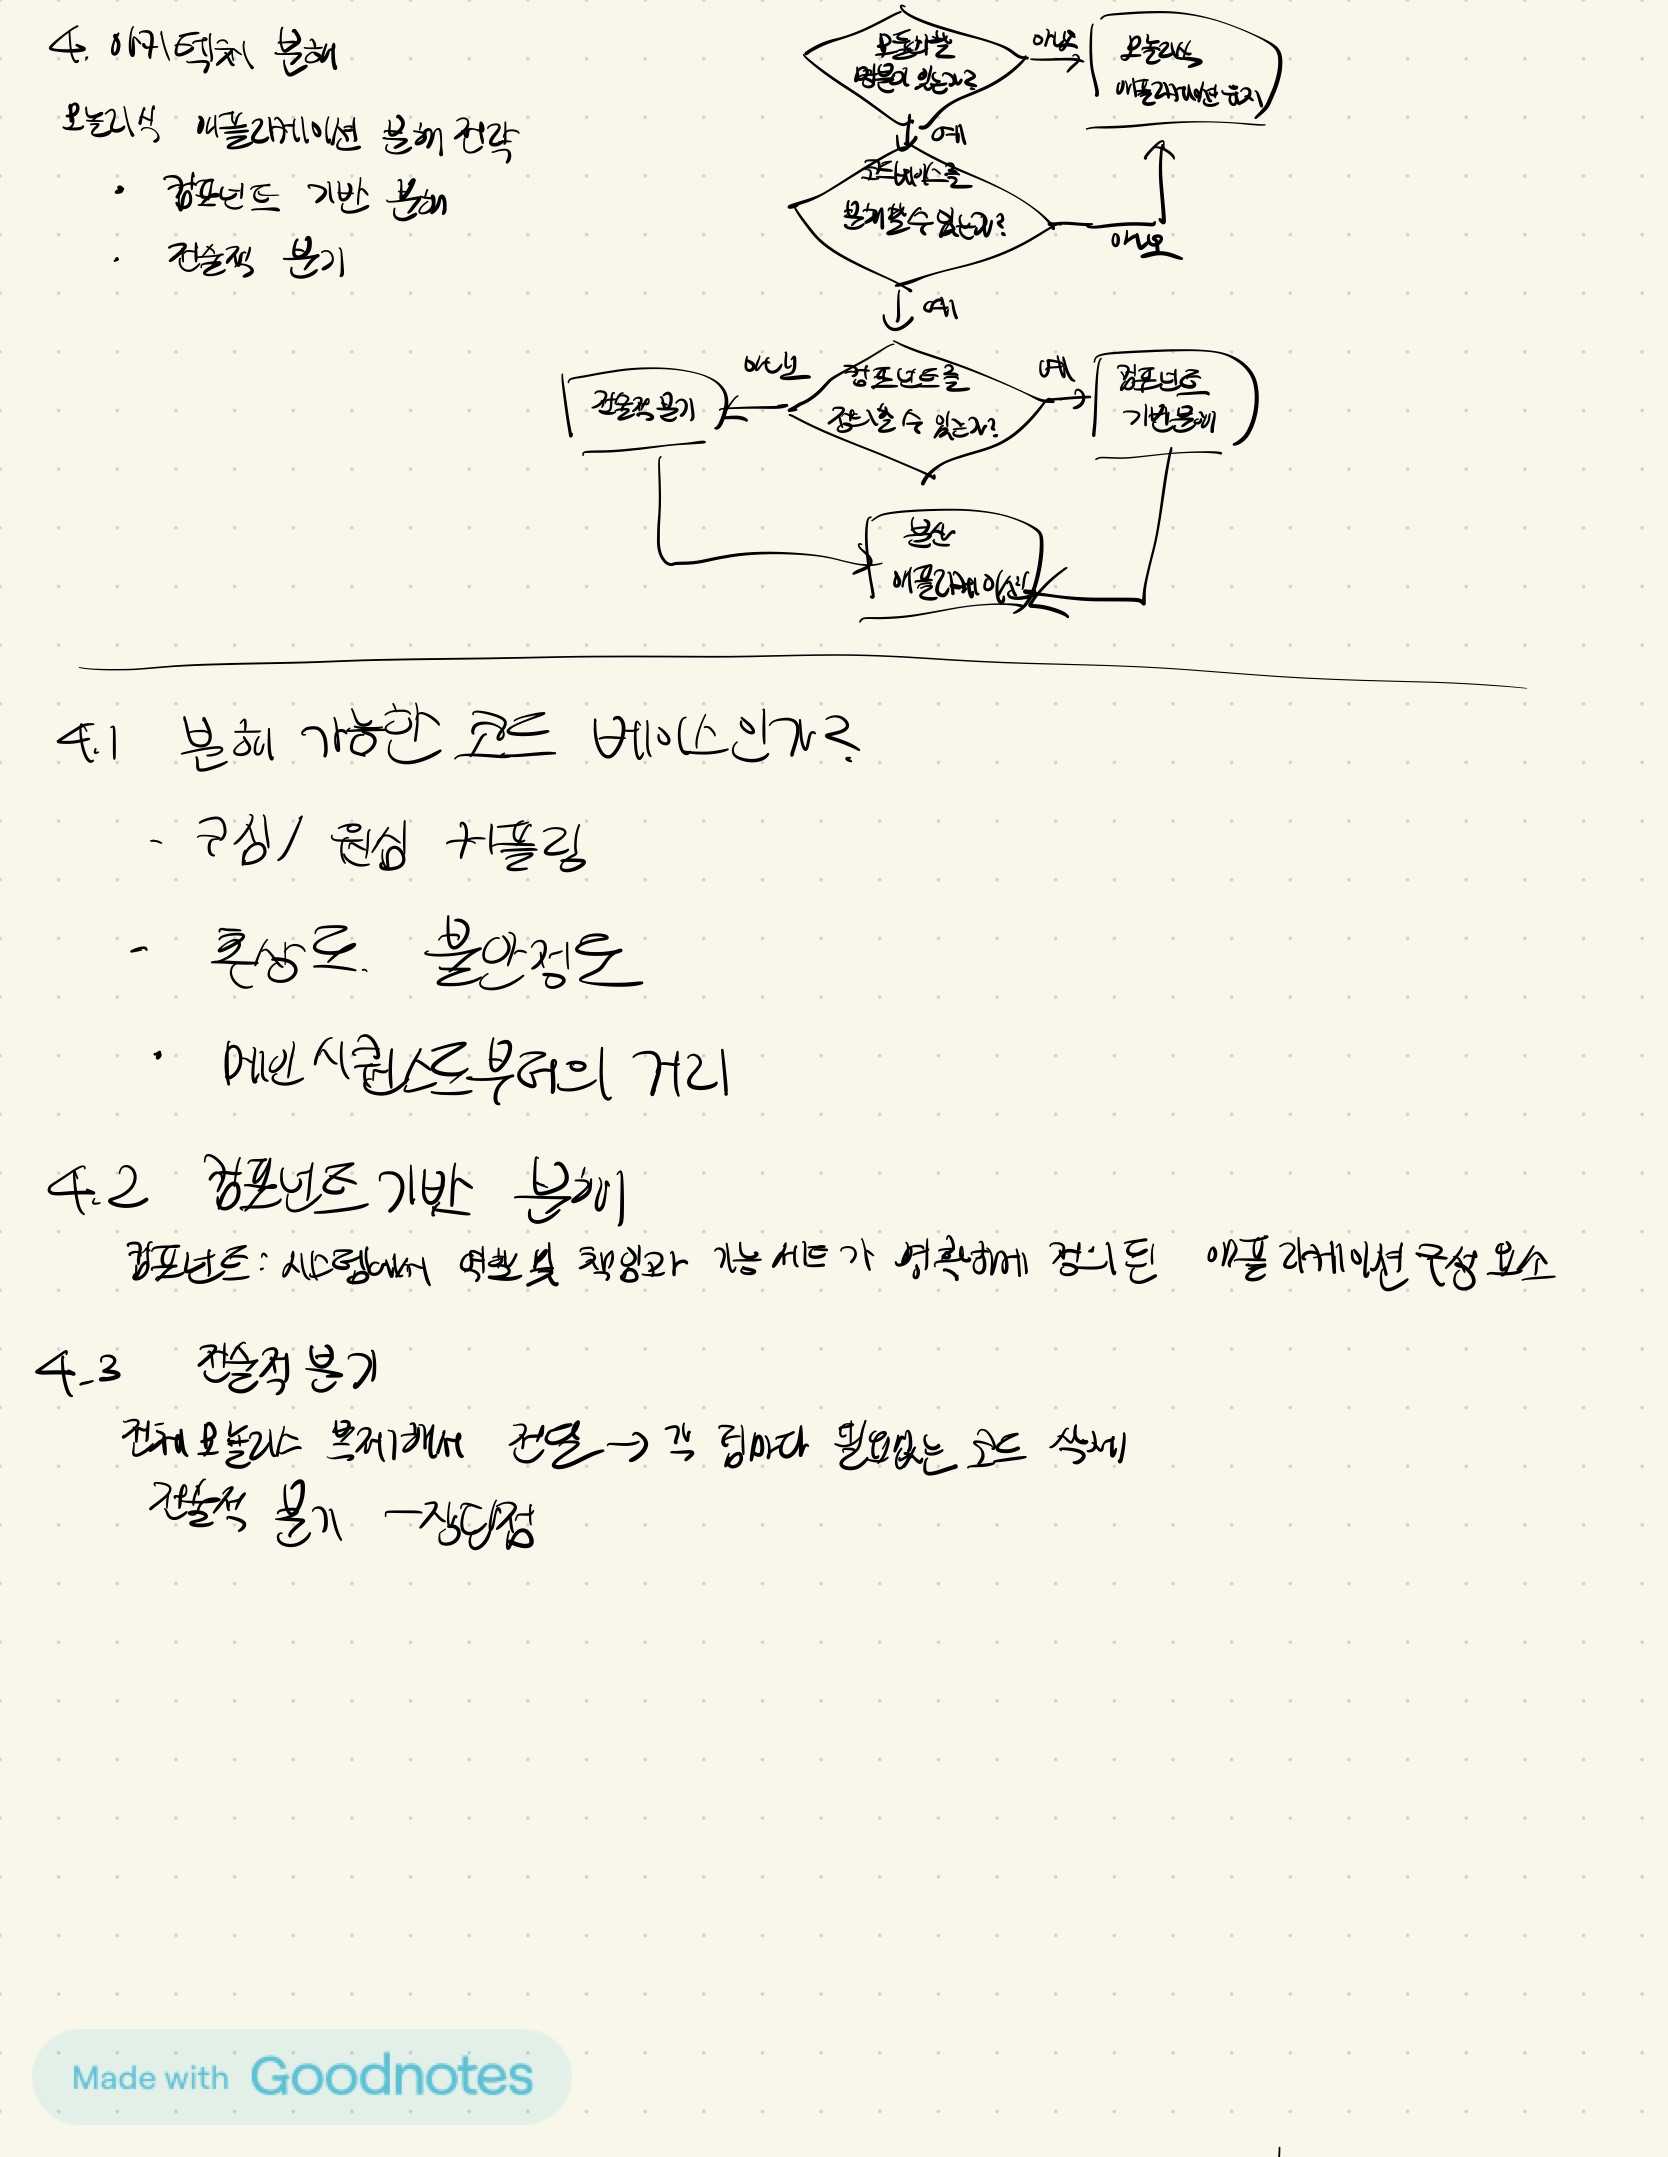 4. 아키텍처 분해
모놀리식 애플리케이션 분해 전략
· 컴포넌트 기반 분해
· 전술적 분기
모듈화할
명분이 있는가?
아니오
모놀리식
애플리케이션 유지
예
코드베이스를
분해할 수 있는가?
아니오
예
컴포넌트를
정의할 수 있는가?
아니오
전술적 분기
예
컴포넌트
기반 분해
분산
애플리케이션
4.1 분해 가능한 코드 베이스인가?
- 구심/ 원심 커플링
- 추상도. 불안정도
· 메인 시퀀스로부터의 거리
4.2 컴포넌트 기반 분해
컴포넌트: 시스템에서 역할 및 책임과 기능 세트가 명확하게 정의된 애플리케이션 구성 요소
4-3 전술적 분기
전체 모놀리스 복제해서 전달 → 각 팀마다 필요없는 코드 삭제
전술적 분기 - 장단점
Made with Goodnotes